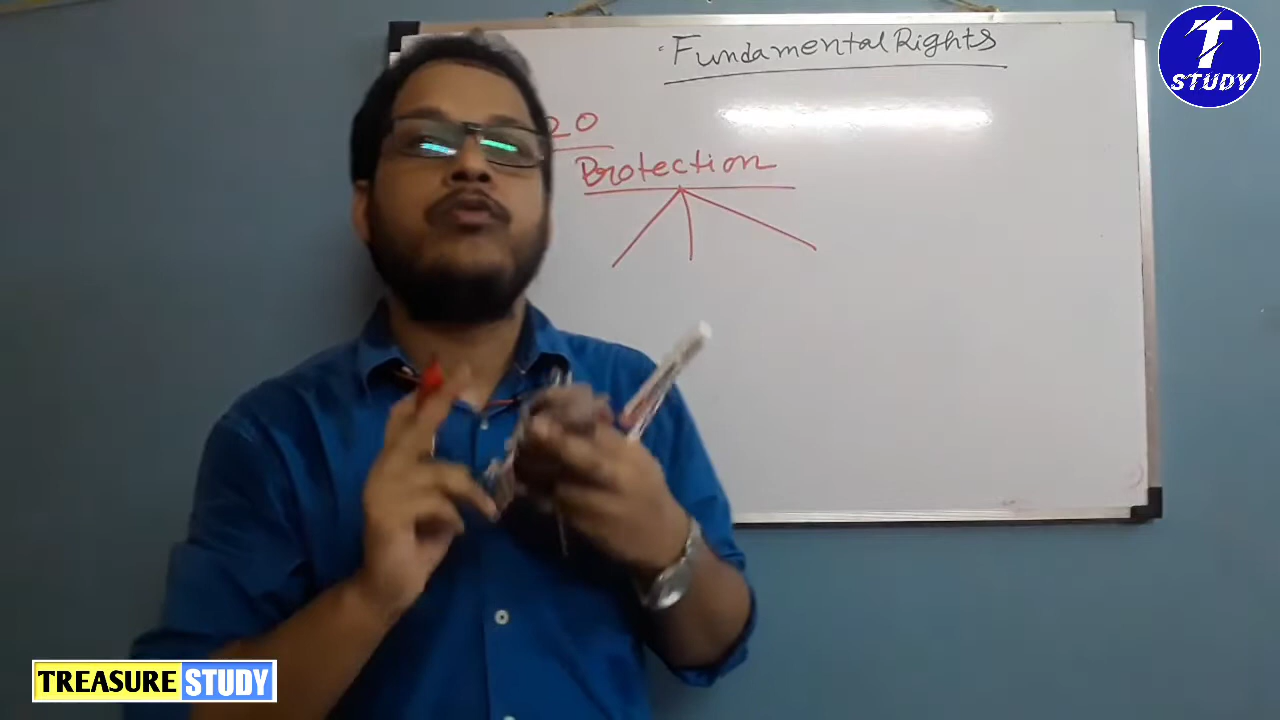 Fundamental Rights
20
Protection
T
STUDY
TREASURE STUDY